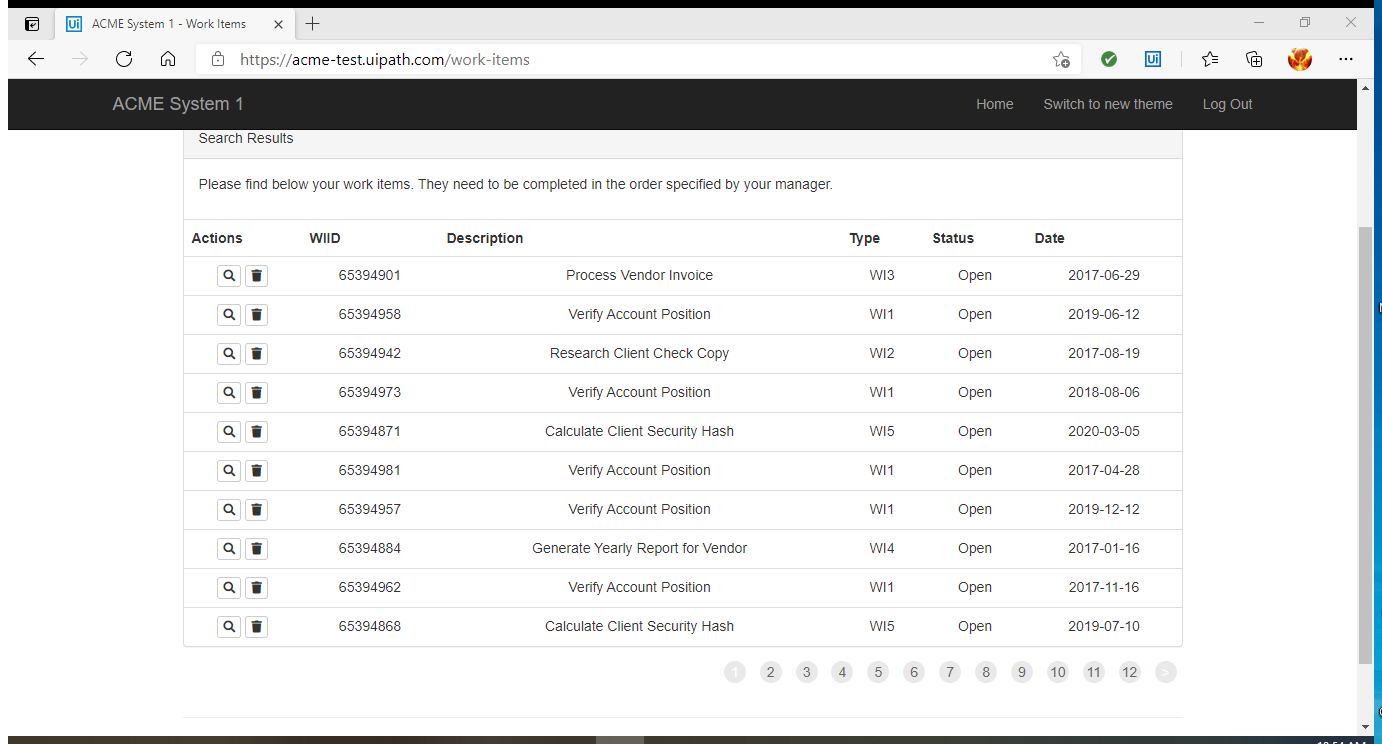 Ui ACME System 1 - Work Items
https://acme-test.uipath.com/work-items Ui
ACME System 1 Home Switch to new theme Log Out
Search Results
Please find below your work items. They need to be completed in the order specified by your manager.
Actions WIID Description Type Status Date
65394901 Process Vendor Invoice WI3 Open 2017-06-29
65394958 Verify Account Position WI1 Open 2019-06-12
65394942 Research Client Check Copy WI2 Open 2017-08-19
65394973 Verify Account Position WI1 Open 2018-08-06
65394871 Calculate Client Security Hash WI5 Open 2020-03-05
65394981 Verify Account Position WI1 Open 2017-04-28
65394957 Verify Account Position WI1 Open 2019-12-12
65394884 Generate Yearly Report for Vendor WI4 Open 2017-01-16
65394962 Verify Account Position WI1 Open 2017-11-16
65394868 Calculate Client Security Hash WI5 Open 2019-07-10
1 2 3 4 5 6 7 8 9 10 11 12 >